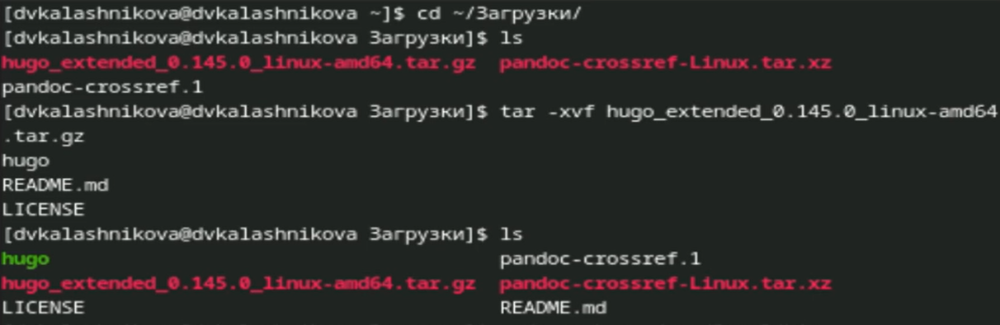 [dvkalashnikova@dvkalashnikova ~]$ cd ~/Загрузки/
[dvkalashnikova@dvkalashnikova Загрузки]$ ls
hugo_extended_0.145.0_linux-amd64.tar.gz  pandoc-crossref-Linux.tar.xz
pandoc-crossref.1
[dvkalashnikova@dvkalashnikova Загрузки]$ tar -xvf hugo_extended_0.145.0_linux-amd64
.tar.gz
hugo
README.md
LICENSE
[dvkalashnikova@dvkalashnikova Загрузки]$ ls
hugo                                      pandoc-crossref.1
hugo_extended_0.145.0_linux-amd64.tar.gz  pandoc-crossref-Linux.tar.xz
LICENSE                                   README.md